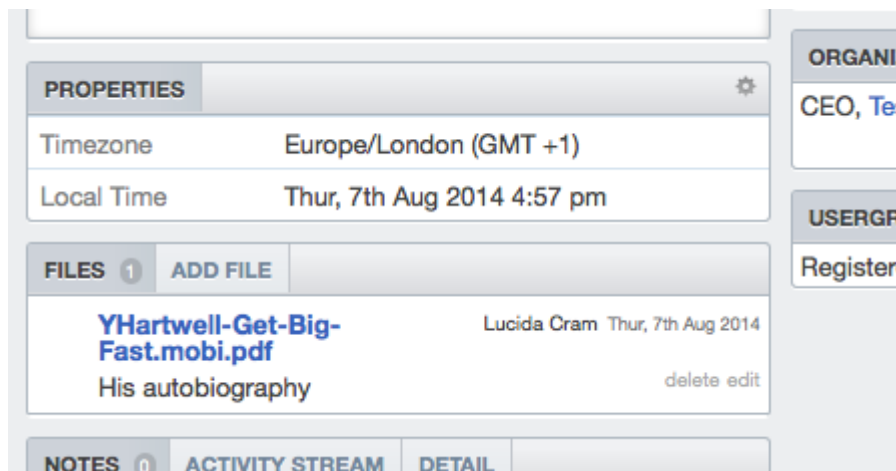 PROPERTIES
Timezone Europe/London (GMT +1)
Local Time Thur, 7th Aug 2014 4:57 pm
FILES 1 ADD FILE
YHartwell-Get-Big-
Fast.mobi.pdf
Lucida Cram Thur, 7th Aug 2014
His autobiography
delete edit
NOTES 0 ACTIVITY STREAM DETAIL
ORGANI
CEO, Te
USERGR
Register